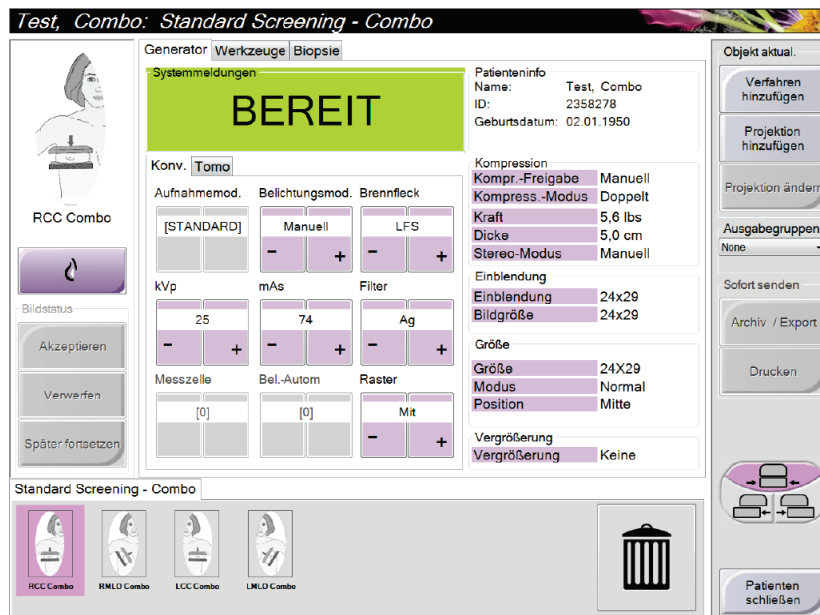 Test, Combo: Standard Screening - Combo
RCC Combo
Bildstatus
Akzeptieren
Verwerfen
Später fortsetzen
Generator Werkzeuge Biopsie
Systemmeldungen
BEREIT
Konv. Tomo
Aufnahmemod. Belichtungsmod. Brennfleck
[STANDARD] Manuell LFS
- + - +
kVp mAs Filter
25 74 Ag
- + - + - +
Messzelle Bel.-Autom Raster
[0] [0] Mit
- +
Patienteninfo
Name: Test, Combo
ID: 2358278
Geburtsdatum: 02.01.1950
Kompression
Kompr.-Freigabe Manuell
Kompress.-Modus Doppelt
Kraft 5,6 lbs
Dicke 5,0 cm
Stereo-Modus Manuell
Einblendung
Einblendung 24x29
Bildgröße 24x29
Größe
Größe 24X29
Modus Normal
Position Mitte
Vergrößerung
Vergrößerung Keine
Objekt aktual.
Verfahren
hinzufügen
Projektion
hinzufügen
Projektion ändern
Ausgabegruppen
None
Sofort senden
Archiv / Export
Drucken
Patienten
schließen
Standard Screening - Combo
RCC Combo RMLO Combo LCC Combo LMLO Combo